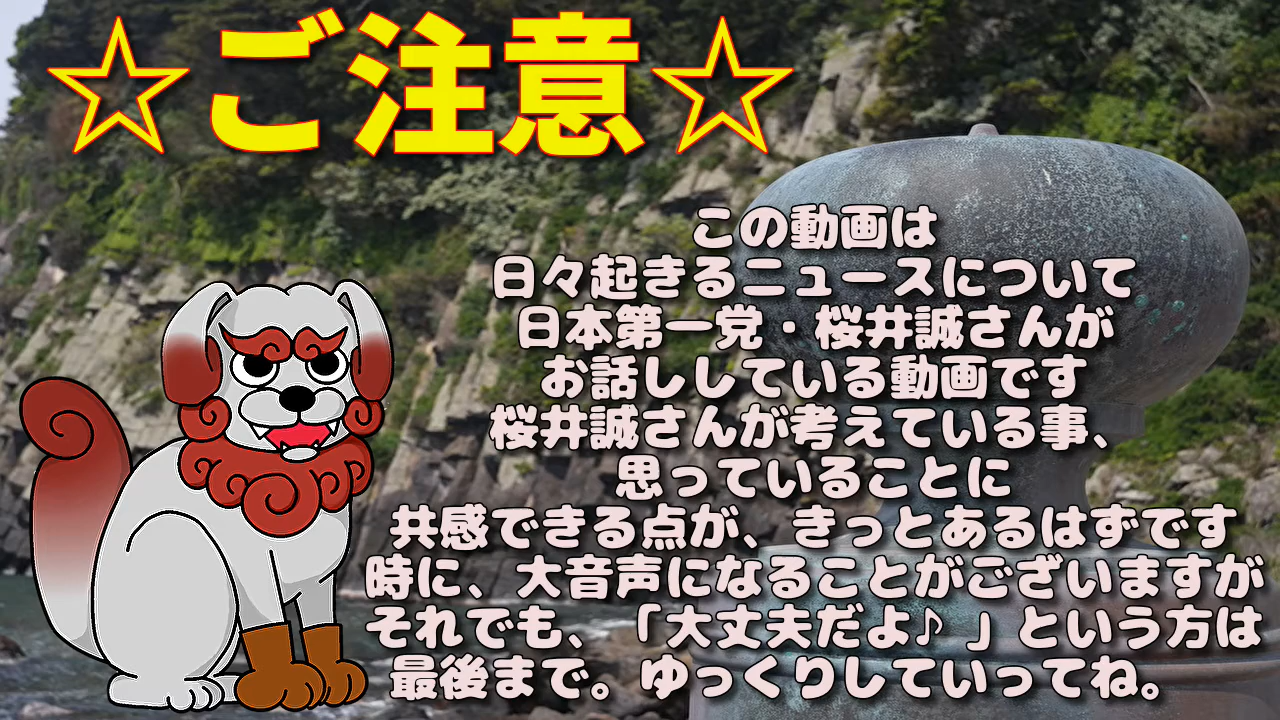 ☆ご注意☆
この動画は
日々起きるニュースについて
日本第一党・桜井誠さんが
お話ししている動画です
桜井誠さんが考えている事、
思っていることに
共感できる点が、きっとあるはずです
時に、大音声になることがございますが
それでも、「大丈夫だよ♪」という方は
最後まで。ゆっくりしていってね。